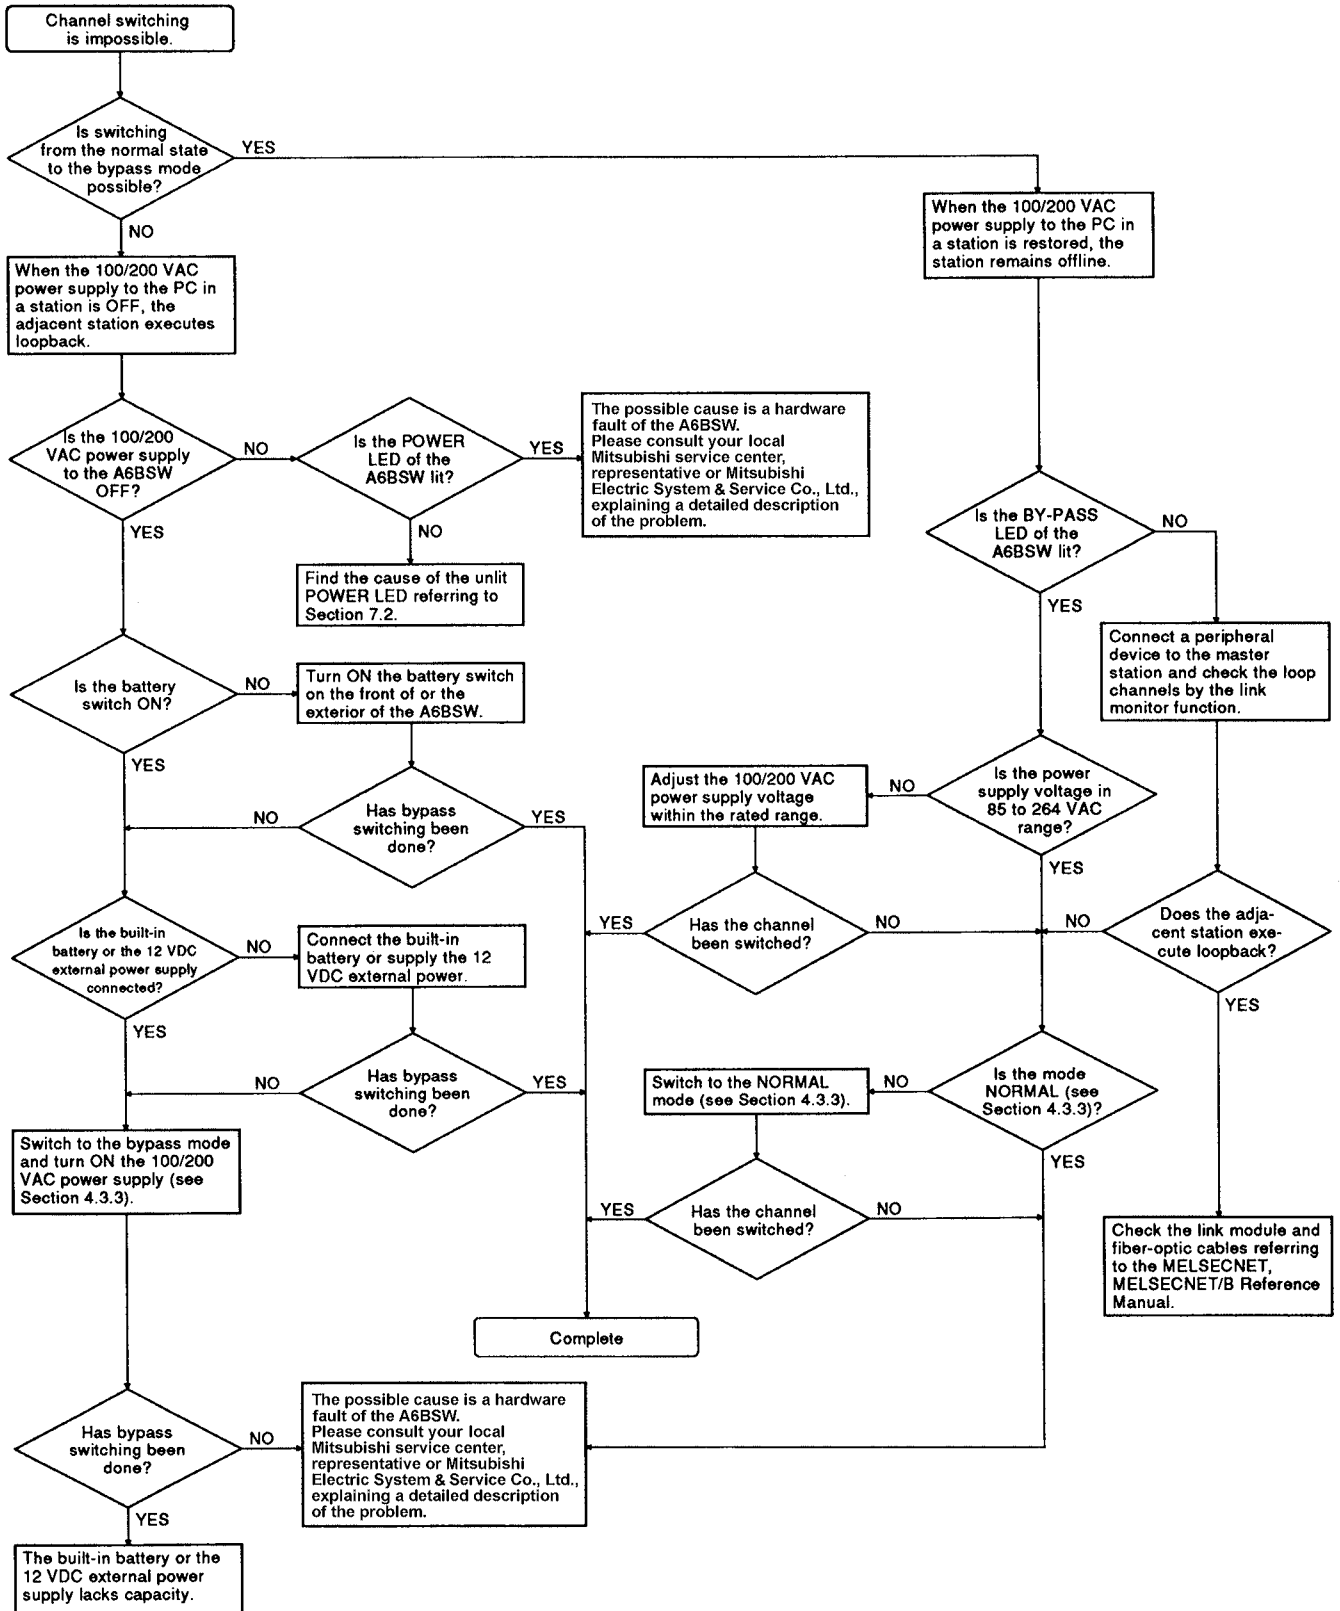 Channel switching
is impossible.
Is switching
from the normal state
to the bypass mode
possible?
YES
NO
When the 100/200 VAC
power supply to the PC in
a station is restored, the
station remains offline.
When the 100/200 VAC
power supply to the PC in
a station is OFF, the
adjacent station executes
loopback.
Is the 100/200
VAC power supply
to the A6BSW
OFF?
NO
YES
Is the POWER
LED of the
A6BSW lit?
YES
NO
The possible cause is a hardware
fault of the A6BSW.
Please consult your local
Mitsubishi service center,
representative or Mitsubishi
Electric System & Service Co., Ltd.,
explaining a detailed description
of the problem.
Find the cause of the unlit
POWER LED referring to
Section 7.2.
Is the BY-PASS
LED of the
A6BSW lit?
NO
YES
Connect a peripheral
device to the master
station and check the loop
channels by the link
monitor function.
Is the battery
switch ON?
NO
YES
Turn ON the battery switch
on the front of or the
exterior of the A6BSW.
Has bypass
switching been
done?
NO
YES
Is the power
supply voltage in
85 to 264 VAC
range?
NO
YES
Adjust the 100/200 VAC
power supply voltage
within the rated range.
Has the channel
been switched?
YES
NO
Does the adja-
cent station exe-
cute loopback?
NO
YES
Is the built-in
battery or the 12 VDC
external power supply
connected?
NO
YES
Connect the built-in
battery or supply the 12
VDC external power.
Has bypass
switching been
done?
NO
YES
Is the mode
NORMAL (see
Section 4.3.3)?
NO
YES
Switch to the NORMAL
mode (see Section 4.3.3).
Has the channel
been switched?
YES
NO
Switch to the bypass mode
and turn ON the 100/200
VAC power supply (see
Section 4.3.3).
Check the link module and
fiber-optic cables referring
to the MELSECNET,
MELSECNET/B Reference
Manual.
Complete
Has bypass
switching been
done?
NO
YES
The possible cause is a hardware
fault of the A6BSW.
Please consult your local
Mitsubishi service center,
representative or Mitsubishi
Electric System & Service Co., Ltd.,
explaining a detailed description
of the problem.
The built-in battery or the
12 VDC external power
supply lacks capacity.